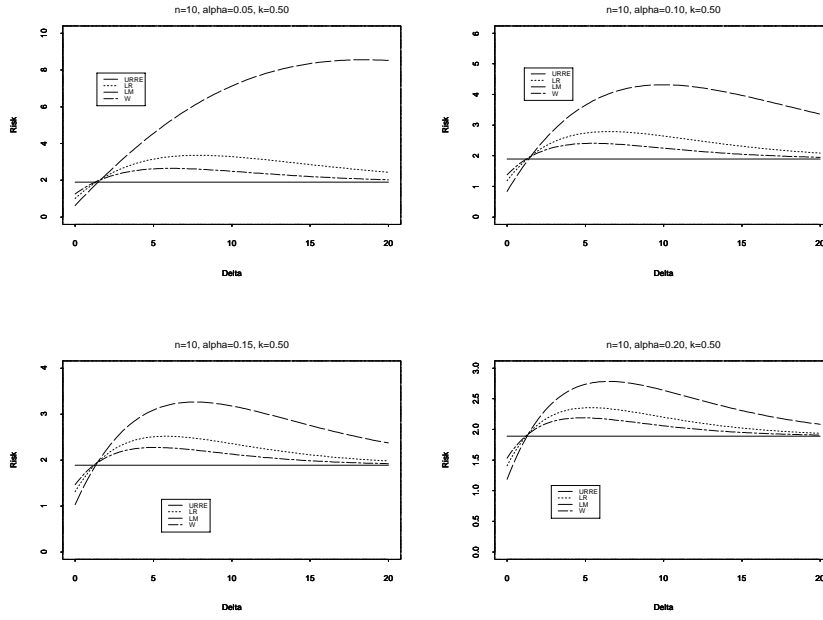 n=10, alpha=0.05, k=0.50
Risk
10
8
6
4
2
0
URRE
LR
LM
W
0 5 10 15 20
Delta
n=10, alpha=0.10, k=0.50
Risk
6
5
4
3
2
1
0
URRE
LR
LM
W
0 5 10 15 20
Delta
n=10, alpha=0.15, k=0.50
Risk
4
3
2
1
0
URRE
LR
LM
W
0 5 10 15 20
Delta
n=10, alpha=0.20, k=0.50
Risk
3.0
2.5
2.0
1.5
1.0
0.5
0.0
URRE
LR
LM
W
0 5 10 15 20
Delta